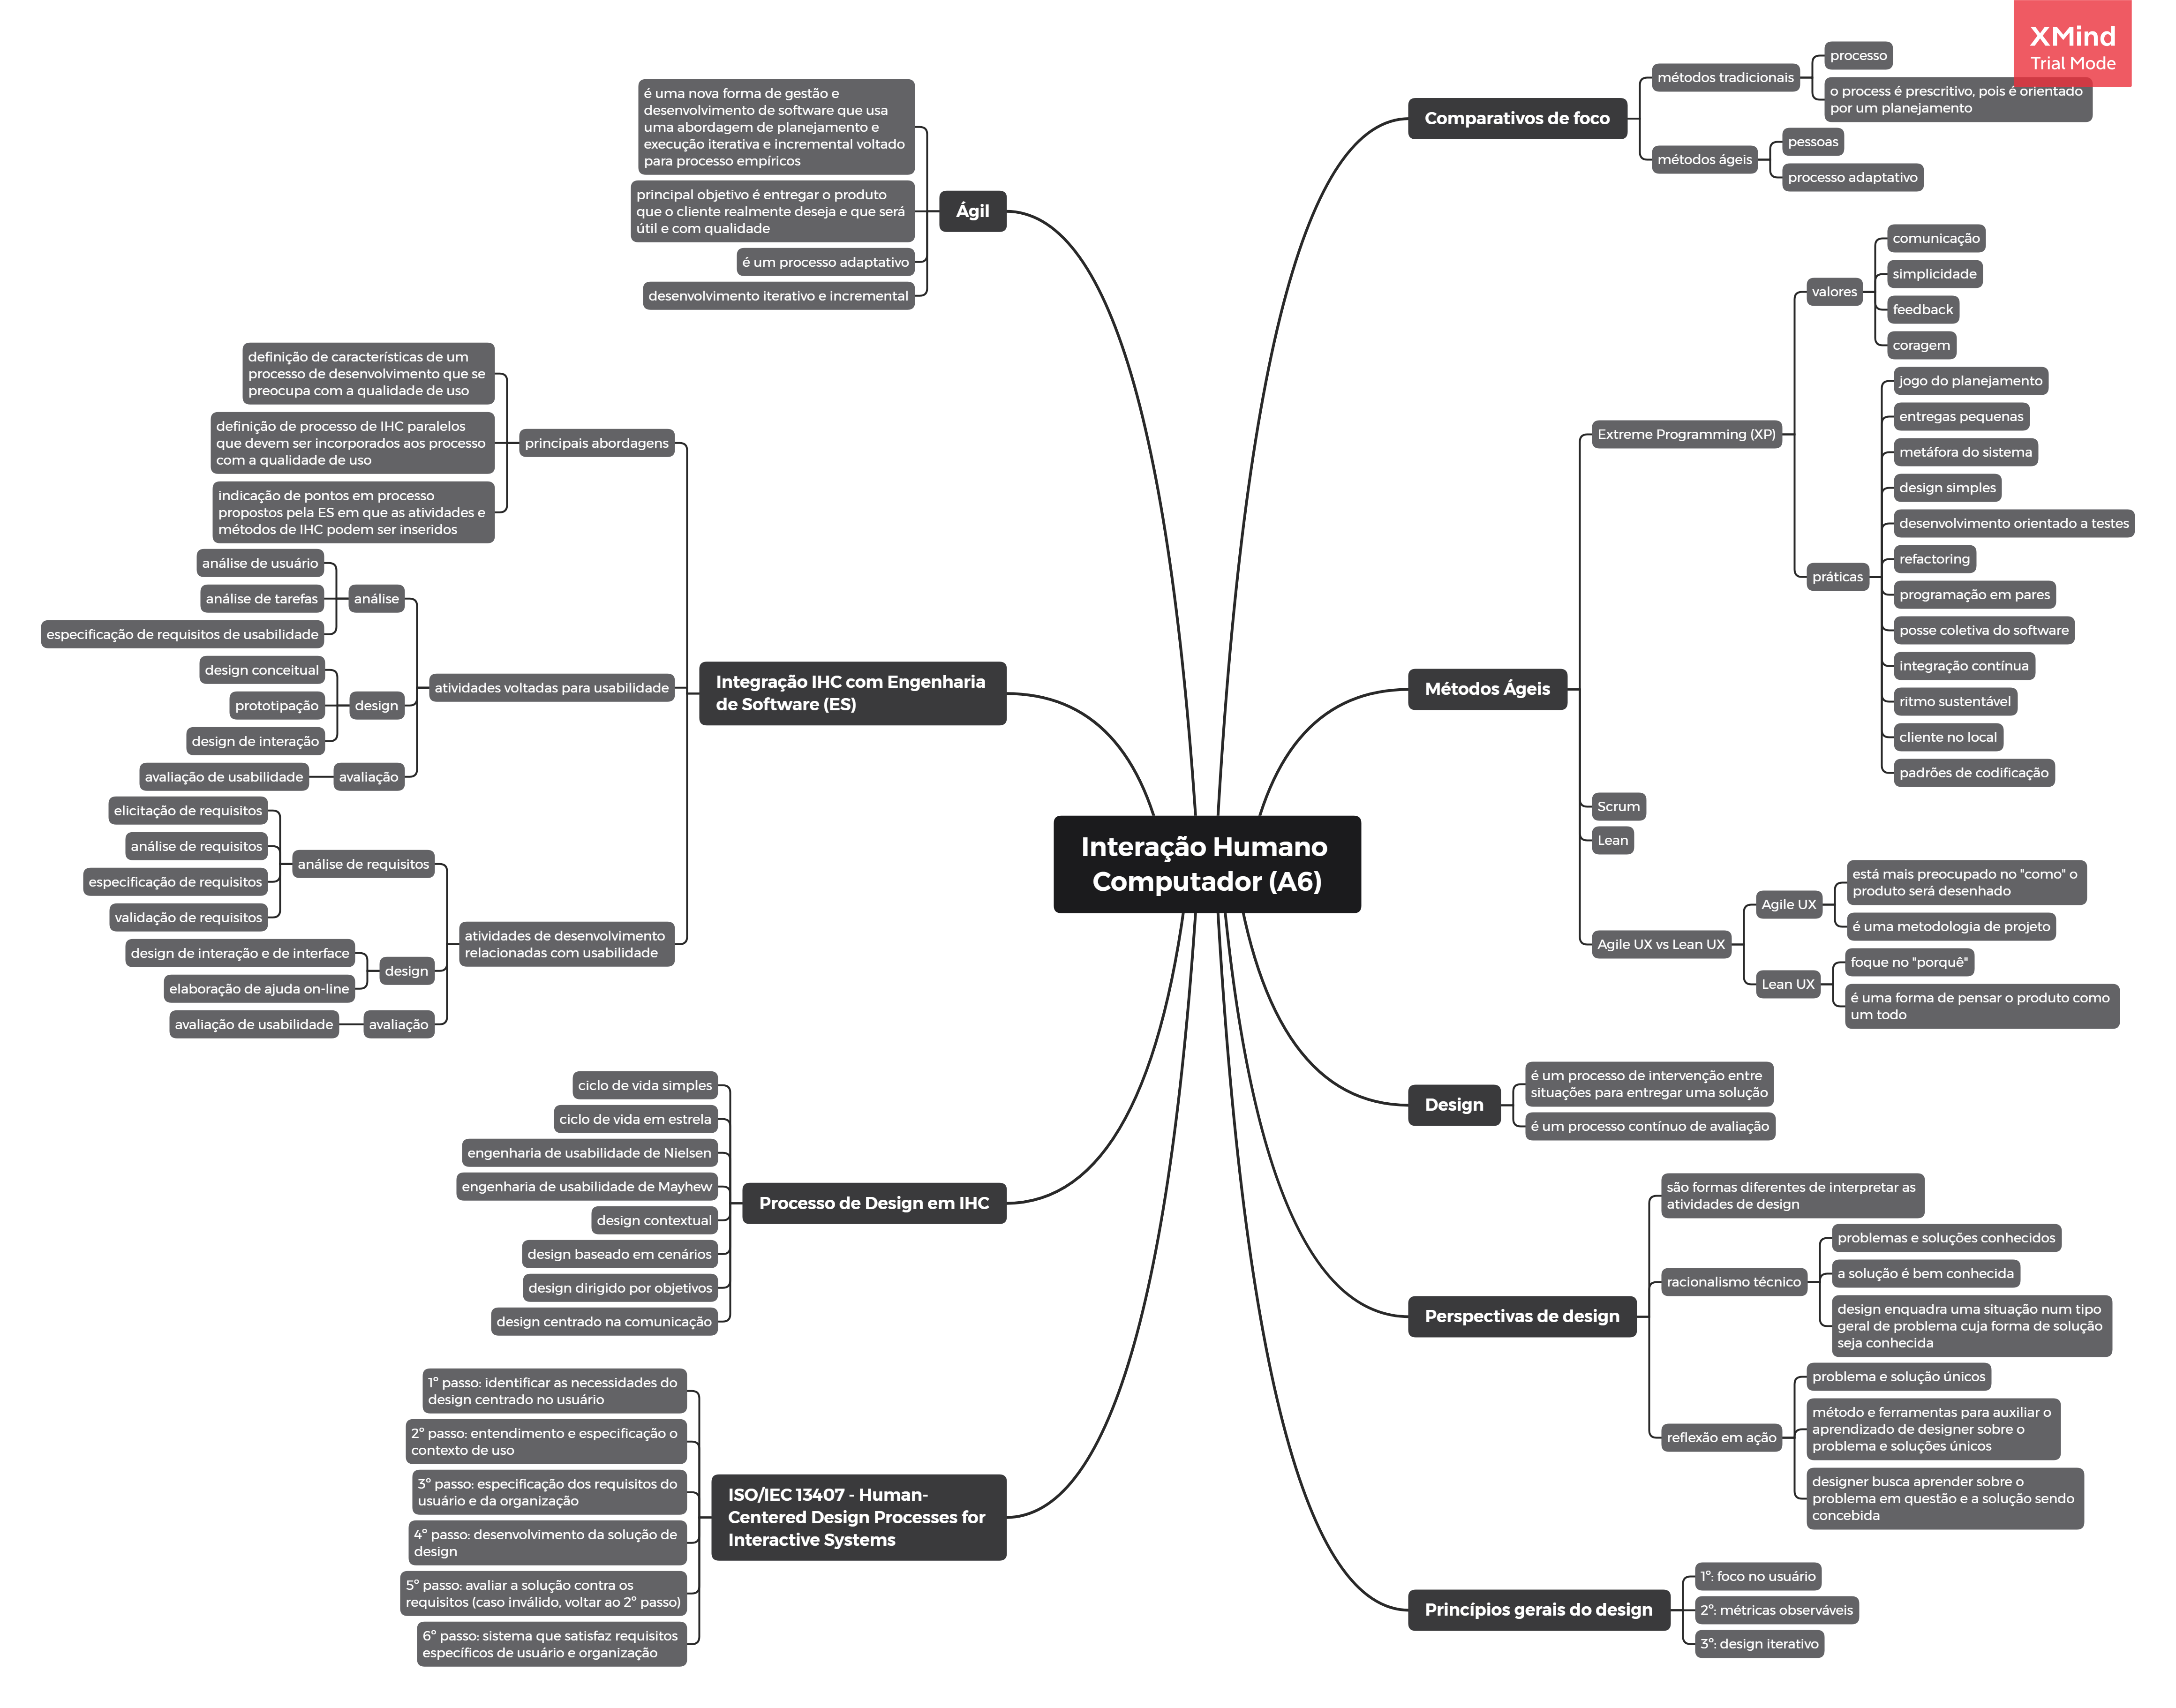 XMind
Trial Mode
Interação Humano
Computador (A6)
Comparativos de foco
métodos tradicionais
processo
o process é prescritivo, pois é orientado
por um planejamento
métodos ágeis
pessoas
processo adaptativo
Métodos Ágeis
Extreme Programming (XP)
valores
comunicação
simplicidade
feedback
coragem
práticas
jogo do planejamento
entregas pequenas
metáfora do sistema
design simples
desenvolvimento orientado a testes
refactoring
programação em pares
posse coletiva do software
integração contínua
ritmo sustentável
cliente no local
padrões de codificação
Scrum
Lean
Agile UX vs Lean UX
Agile UX
está mais preocupado no "como" o
produto será desenhado
é uma metodologia de projeto
Lean UX
foque no "porquê"
é uma forma de pensar o produto como
um todo
Design
é um processo de intervenção entre
situações para entregar uma solução
é um processo contínuo de avaliação
Perspectivas de design
são formas diferentes de interpretar as
atividades de design
racionalismo técnico
problemas e soluções conhecidos
a solução é bem conhecida
design enquadra uma situação num tipo
geral de problema cuja forma de solução
seja conhecida
reflexão em ação
problema e solução únicos
método e ferramentas para auxiliar o
aprendizado de designer sobre o
problema e soluções únicos
designer busca aprender sobre o
problema em questão e a solução sendo
concebida
Princípios gerais do design
1º: foco no usuário
2º: métricas observáveis
3º: design iterativo
Ágil
é uma nova forma de gestão e
desenvolvimento de software que usa
uma abordagem de planejamento e
execução iterativa e incremental voltado
para processo empíricos
principal objetivo é entregar o produto
que o cliente realmente deseja e que será
útil e com qualidade
é um processo adaptativo
desenvolvimento iterativo e incremental
Integração IHC com Engenharia
de Software (ES)
principais abordagens
definição de características de um
processo de desenvolvimento que se
preocupa com a qualidade de uso
definição de processo de IHC paralelos
que devem ser incorporados aos processo
com a qualidade de uso
indicação de pontos em processo
propostos pela ES em que as atividades e
métodos de IHC podem ser inseridos
atividades voltadas para usabilidade
análise
análise de usuário
análise de tarefas
especificação de requisitos de usabilidade
design
design conceitual
prototipação
design de interação
avaliação
avaliação de usabilidade
atividades de desenvolvimento
relacionadas com usabilidade
análise de requisitos
elicitação de requisitos
análise de requisitos
especificação de requisitos
validação de requisitos
design
design de interação e de interface
elaboração de ajuda on-line
avaliação
avaliação de usabilidade
Processo de Design em IHC
ciclo de vida simples
ciclo de vida em estrela
engenharia de usabilidade de Nielsen
engenharia de usabilidade de Mayhew
design contextual
design baseado em cenários
design dirigido por objetivos
design centrado na comunicação
ISO/IEC 13407 - Human-
Centered Design Processes for
Interactive Systems
1º passo: identificar as necessidades do
design centrado no usuário
2º passo: entendimento e especificação o
contexto de uso
3º passo: especificação dos requisitos do
usuário e da organização
4º passo: desenvolvimento da solução de
design
5º passo: avaliar a solução contra os
requisitos (caso inválido, voltar ao 2º passo)
6º passo: sistema que satisfaz requisitos
específicos de usuário e organização